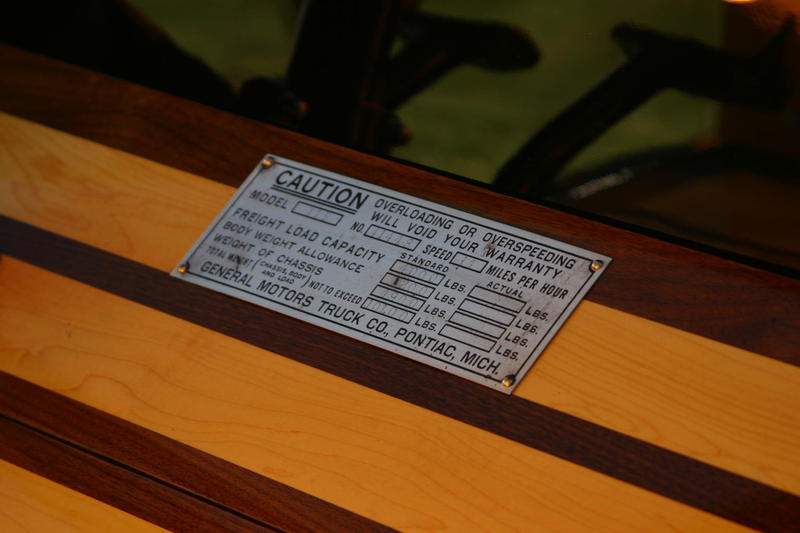 CAUTION OVERLOADING OR OVERSPEEDING
WILL VOID YOUR WARRANTY
MODEL NO. SPEED MILES PER HOUR
STANDARD ACTUAL
FREIGHT LOAD CAPACITY LBS. LBS.
BODY WEIGHT ALLOWANCE LBS. LBS.
WEIGHT OF CHASSIS LBS. LBS.
TOTAL WEIGHT (CHASSIS, BODY AND LOAD) NOT TO EXCEED LBS. LBS.
GENERAL MOTORS TRUCK CO., PONTIAC, MICH.